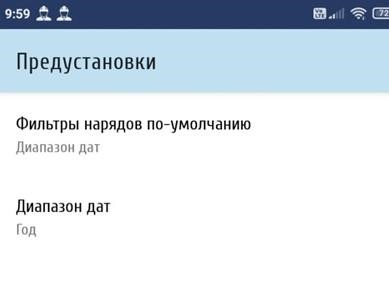 9:59
Предустановки
Фильтры нарядов по-умолчанию
Диапазон дат
Диапазон дат
Год